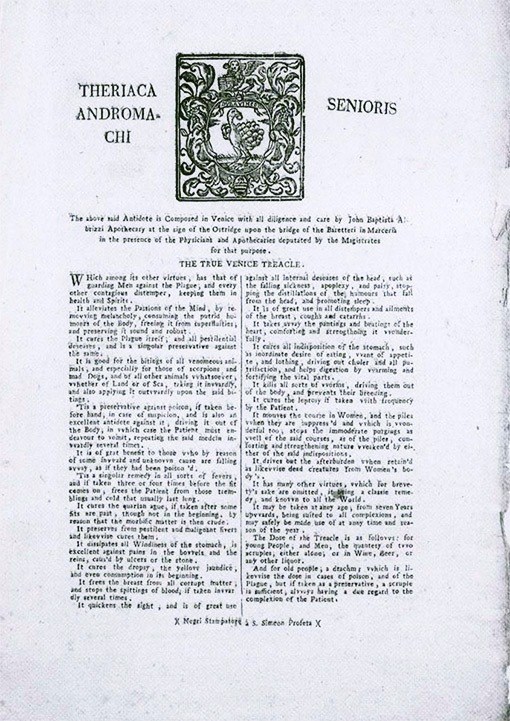 THERIACA
ANDROMA-
CHI
SENIORIS
The above said Antidote is Composed in Venice with all diligence and care by John Baptista Al-
brizzi Apothecary at the sign of the Ostridge upon the bridge of the Baretteri in Marceria
in the presence of the Physicians and Apothecaries deputated by the Magistrates
for that purpose.
THE TRUE VENICE TREACLE.
WHich among its other virtues, has that of
guarding Men against the Plague, and every
other contagious distemper, keeping them in
health and Spirits.
It alleviates the Passions of the Mind, by re-
moveing melancholy, consumming the putrid hu-
mors of the Body, freeing it from superfluities,
and preserving it sound and robust.
It cures the Plague itself, and all pestilential
diseases, and is a singular preservative against
the same.
It is good for the bitings of all venomeous ani-
mals, and especially for those of scorpions and
mad Dogs, and of all other animals whatsoever,
whether of Land or of Sea, taking it inwardly,
and also applying it outwardly upon the said bi-
tings.
'Tis a preservative against poison, if taken be-
fore hand, in case of suspicion, and is also an
excellent antidote against it, driving it out of
the Body, in which case the Patient must en-
deavour to vomit, repeating the said medecin in-
wardly several times.
It is of grat benefit to those who by reason
of some inward and unknown cause are falling
away, as if they had been poison'd.
'Tis a singular remedy in all sorts of fevers,
and if taken three or four times before the fit
comes on, frees the Patient from those trem-
blings and cold that usually last long.
It cures the quartan ague, if taken after some
fits are past, though not in the beginning, by
reason that the morbific matter is then crude.
It preserves from pestilent and malignant fevers and
likewise cures them.
It dissipates all Windiness of the stomach, is
excellent against pains in the bowels, and the
reins, caus'd by ulcers or the stone.
It cures the dropsy, the yellow jaundice,
and even consumption in its beginning.
It frees the breast from all corrupt matter,
and stops the spittings of blood, if taken inwar-
dly several times.
It quickens the sight, and is of great use
against all internal diseases of the head, such as
the falling sickness, apoplexy, and palsy, stop-
ping the distillations of the humours that fall
from the head, and promoting sleep.
It is of great use in all distempers and ailments
of the breast, coughs and catarrhs.
It takes away the paintings and beatings of the
heart, comforting and strengthening it wonder-
fully.
It cures all indisposition of the stomach, such
as inordinate desire of eating, want of appeti-
te, and lothing, driving out choler and all pu-
trifaction, and helps digestion by warming and
fortifying the vital parts.
It kills all sorts of worms, driving them out
of the body, and prevents their breeding.
It cures the leprosy if taken with frequency
by the Patient.
It moves the course in Women, and the piles
when they are suppress'd and which is won-
derful too, stops the immoderate purgings as
well of the said courses, as of the piles, com-
forting and strengthening nature weaken'd by ei-
ther of the said indispositions.
It drives out the afterburden when retein'd
as likewise dead creatures from Women's bo-
dy's.
It has many other virtues, which for breve-
ty's sake are omitted, it being a classic reme-
dy, and known to all the World.
It may be taken at any age, from seven Years
upwards, being suited to all complexions, and
may safely be made use of at any time and sea-
son of the year.
The Dose of the Treacle is as follows: for
young People, and Men, the quantety of two
scruples, either alone, or in Wine, Beer, or
any other liquor.
And for old people, a drachm; which is li-
kewise the dose in cases of poison, and of the
Plague, but if taken as a preservative, a scruple
is sufficient, always having a due regard to the
complexion of the Patient.
X Negri Stampatore à S. Simeon Profeta X